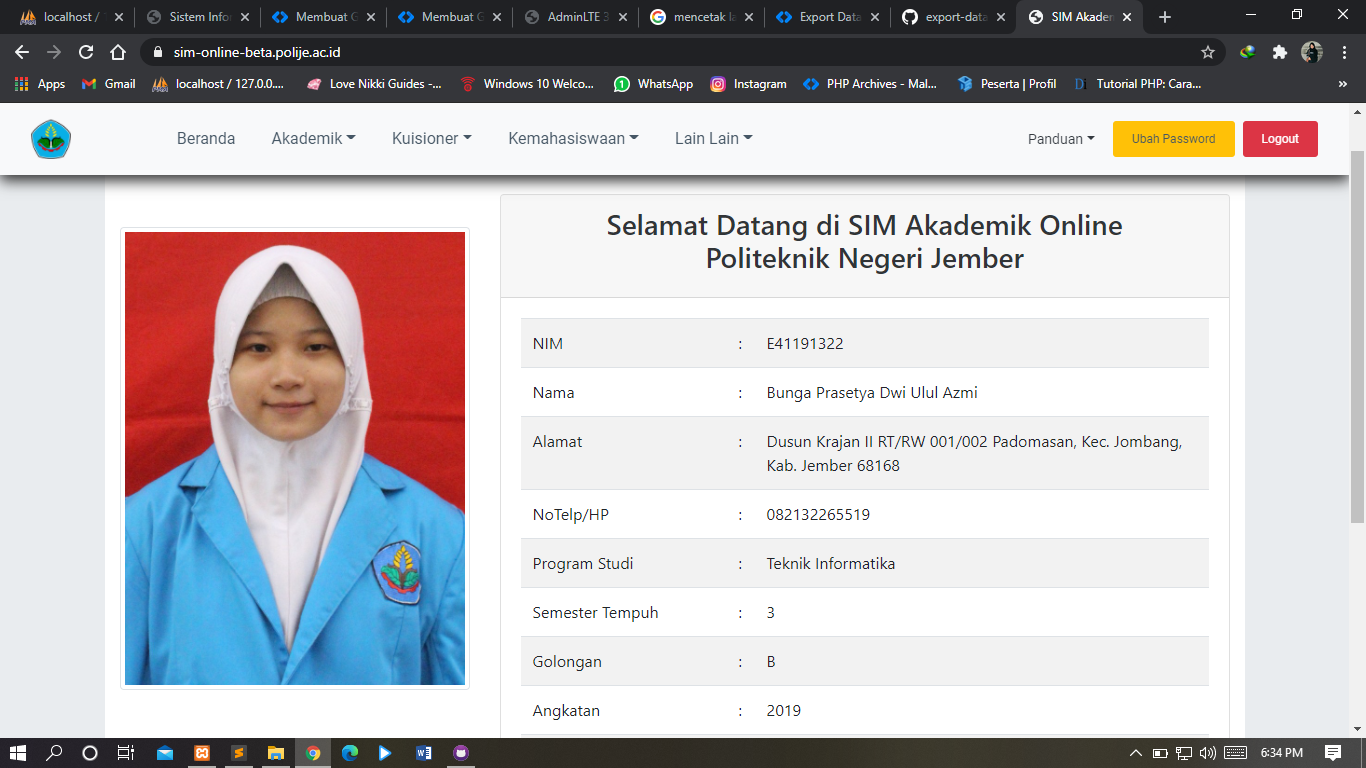 localhost / 
Sistem Infor
Membuat G
Membuat G
AdminLTE 3
mencetak la
Export Data
export-data
SIM Akadem
sim-online-beta.polije.ac.id
Apps
Gmail
localhost / 127.0.0....
Love Nikki Guides -...
Windows 10 Welco...
WhatsApp
Instagram
PHP Archives - Mal...
Peserta | Profil
Tutorial PHP: Cara...
Beranda
Akademik
Kuisioner
Kemahasiswaan
Lain Lain
Panduan
Ubah Password
Logout
Selamat Datang di SIM Akademik Online
Politeknik Negeri Jember
NIM : E41191322
Nama : Bunga Prasetya Dwi Ulul Azmi
Alamat : Dusun Krajan II RT/RW 001/002 Padomasan, Kec. Jombang,
Kab. Jember 68168
NoTelp/HP : 082132265519
Program Studi : Teknik Informatika
Semester Tempuh : 3
Golongan : B
Angkatan : 2019
6:34 PM